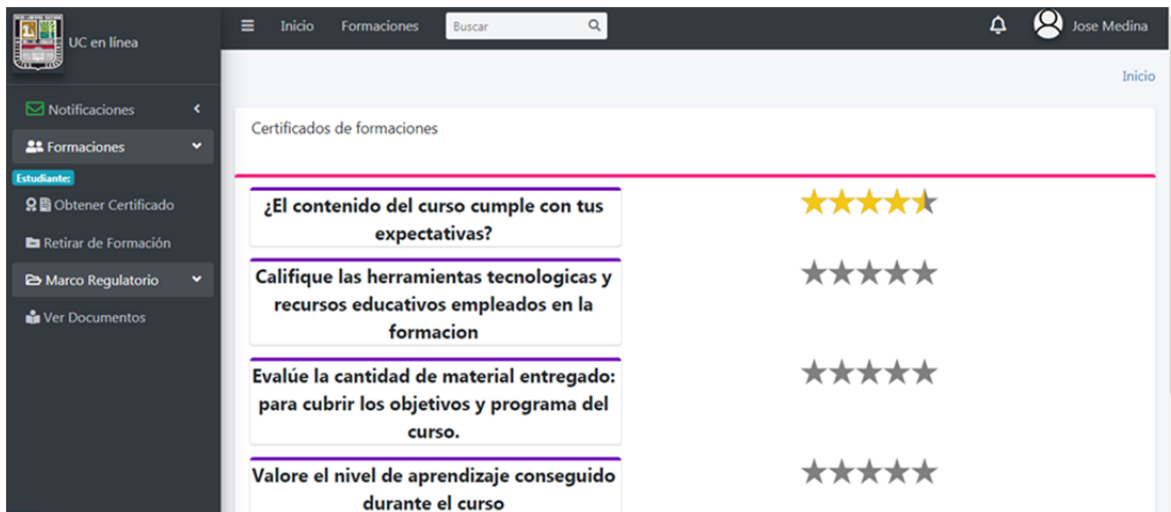 UC en línea
Inicio
Formaciones
Buscar
Jose Medina
Inicio
Notificaciones
Formaciones
Estudiante:
Obtener Certificado
Retirar de Formación
Marco Regulatorio
Ver Documentos
Certificados de formaciones
¿El contenido del curso cumple con tus
expectativas?
Califique las herramientas tecnologicas y
recursos educativos empleados en la
formacion
Evalúe la cantidad de material entregado:
para cubrir los objetivos y programa del
curso.
Valore el nivel de aprendizaje conseguido
durante el curso